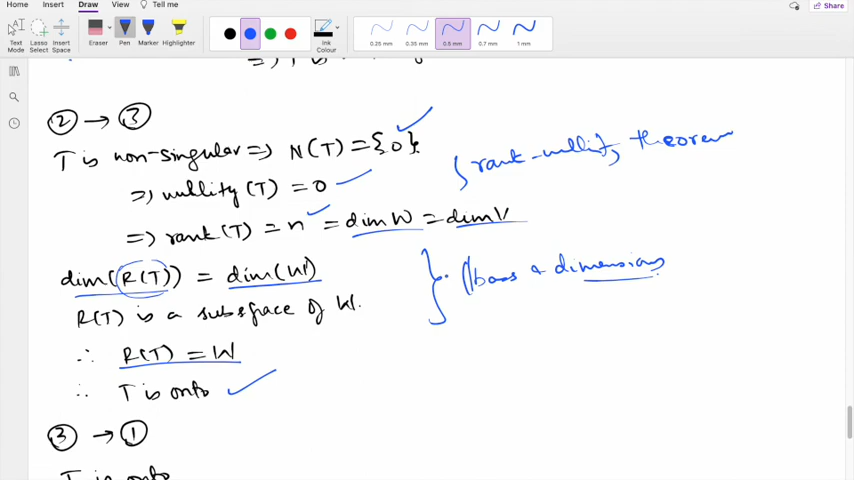 Home Insert Draw View Tell me
Share
Text Mode
Lasso Select
Insert Space
Eraser
Pen
Marker
Highlighter
Ink Colour
0.25 mm
0.35 mm
0.5 mm
0.7 mm
1 mm
② → ③
T is non-singular => N(T) = {0}
=> nullity (T) = 0
} rank-nullity theorem
=> rank (T) = n = dim W = dim V
dim(R(T)) = dim(W)
} (bases & dimensions
R(T) is a subspace of W.
∴ R(T) = W
∴ T is onto
③ → ①
T is onto